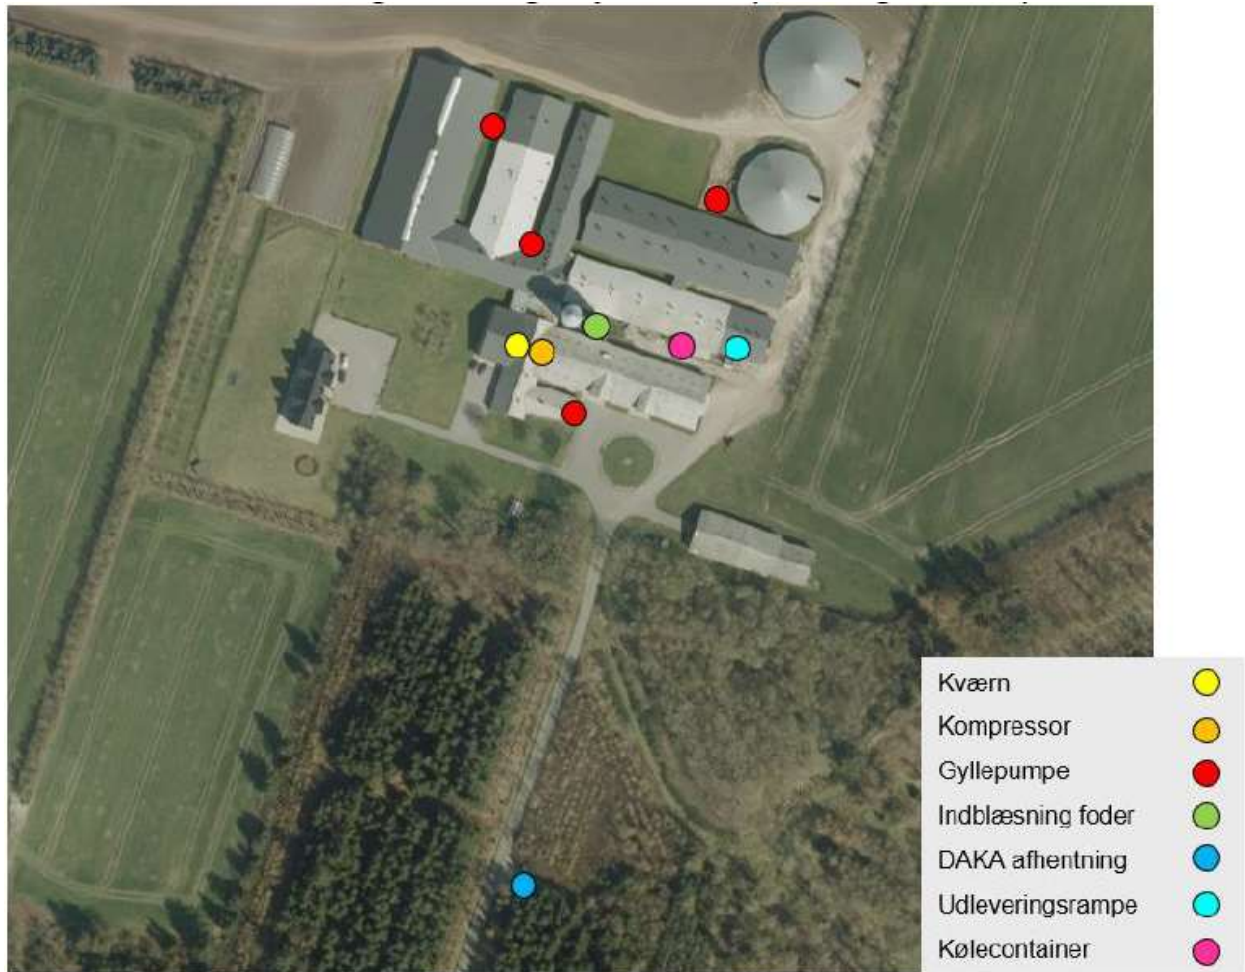 Kværn
Kompressor
Gyllepumpe
Indblæsning foder
DAKA afhentning
Udleveringsrampe
Kølecontainer